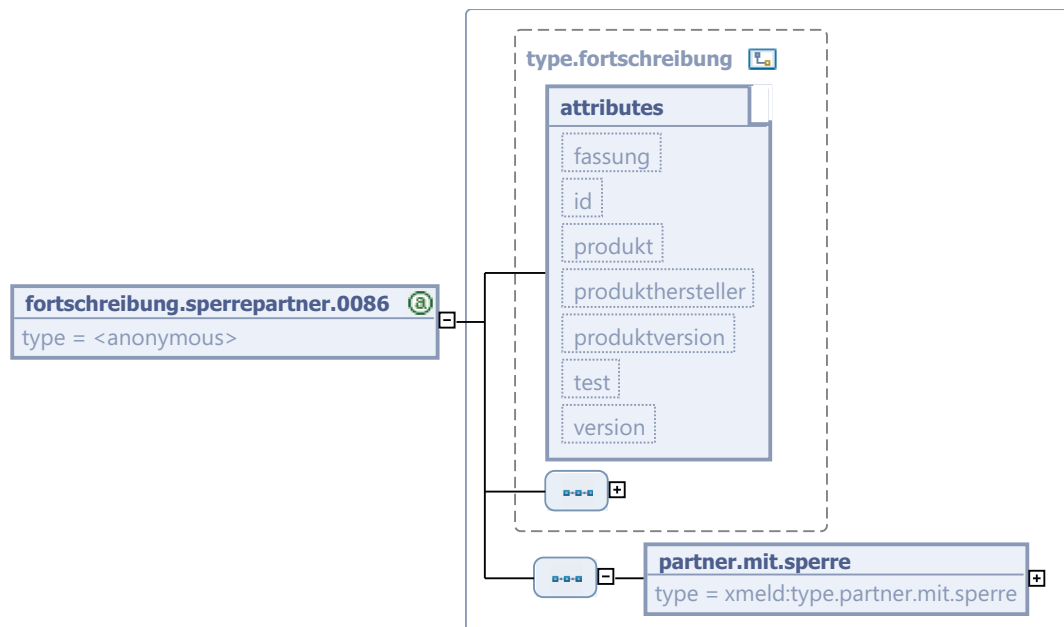 type.fortschreibung
attributes
fassung
id
produkt
produkthersteller
produktversion
test
version
fortschreibung.sperrepartner.0086
type = <anonymous>
partner.mit.sperre
type = xmeld:type.partner.mit.sperre